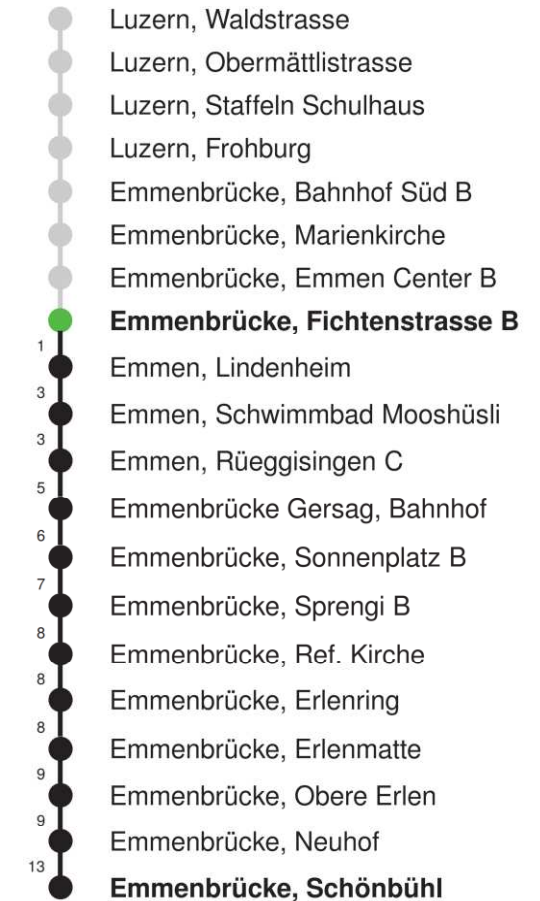 Luzern, Waldstrasse
Luzern, Obermättlistrasse
Luzern, Staffeln Schulhaus
Luzern, Frohburg
Emmenbrücke, Bahnhof Süd B
Emmenbrücke, Marienkirche
Emmenbrücke, Emmen Center B
Emmenbrücke, Fichtenstrasse B
1 Emmen, Lindenheim
3 Emmen, Schwimmbad Mooshüsli
3 Emmen, Rüeggisingen C
5 Emmenbrücke Gersag, Bahnhof
6 Emmenbrücke, Sonnenplatz B
7 Emmenbrücke, Sprengi B
8 Emmenbrücke, Ref. Kirche
8 Emmenbrücke, Erlenring
8 Emmenbrücke, Erlenmatte
9 Emmenbrücke, Obere Erlen
9 Emmenbrücke, Neuhof
13 Emmenbrücke, Schönbühl